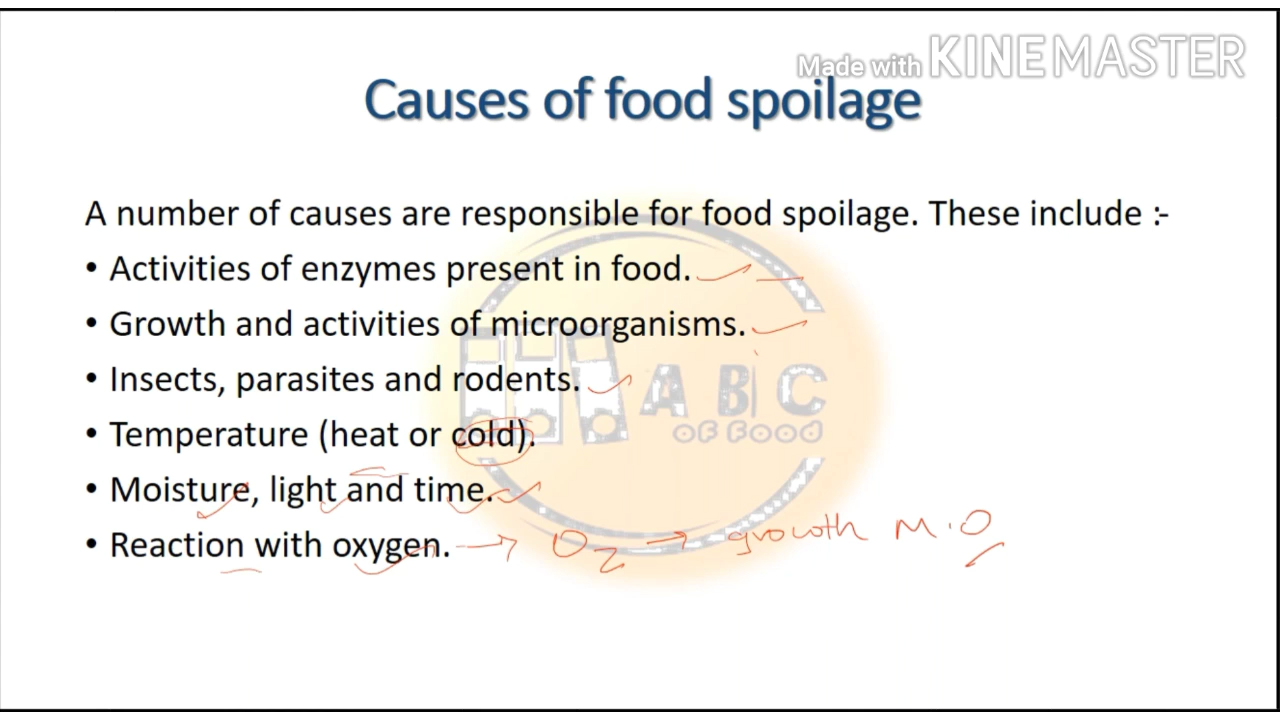 Made with KINEMASTER
Causes of food spoilage
A number of causes are responsible for food spoilage. These include :-
• Activities of enzymes present in food.
• Growth and activities of microorganisms.
• Insects, parasites and rodents.
A B C
OF FOOD
• Temperature (heat or cold).
• Moisture, light and time.
• Reaction with oxygen. → O2 → growth M.O